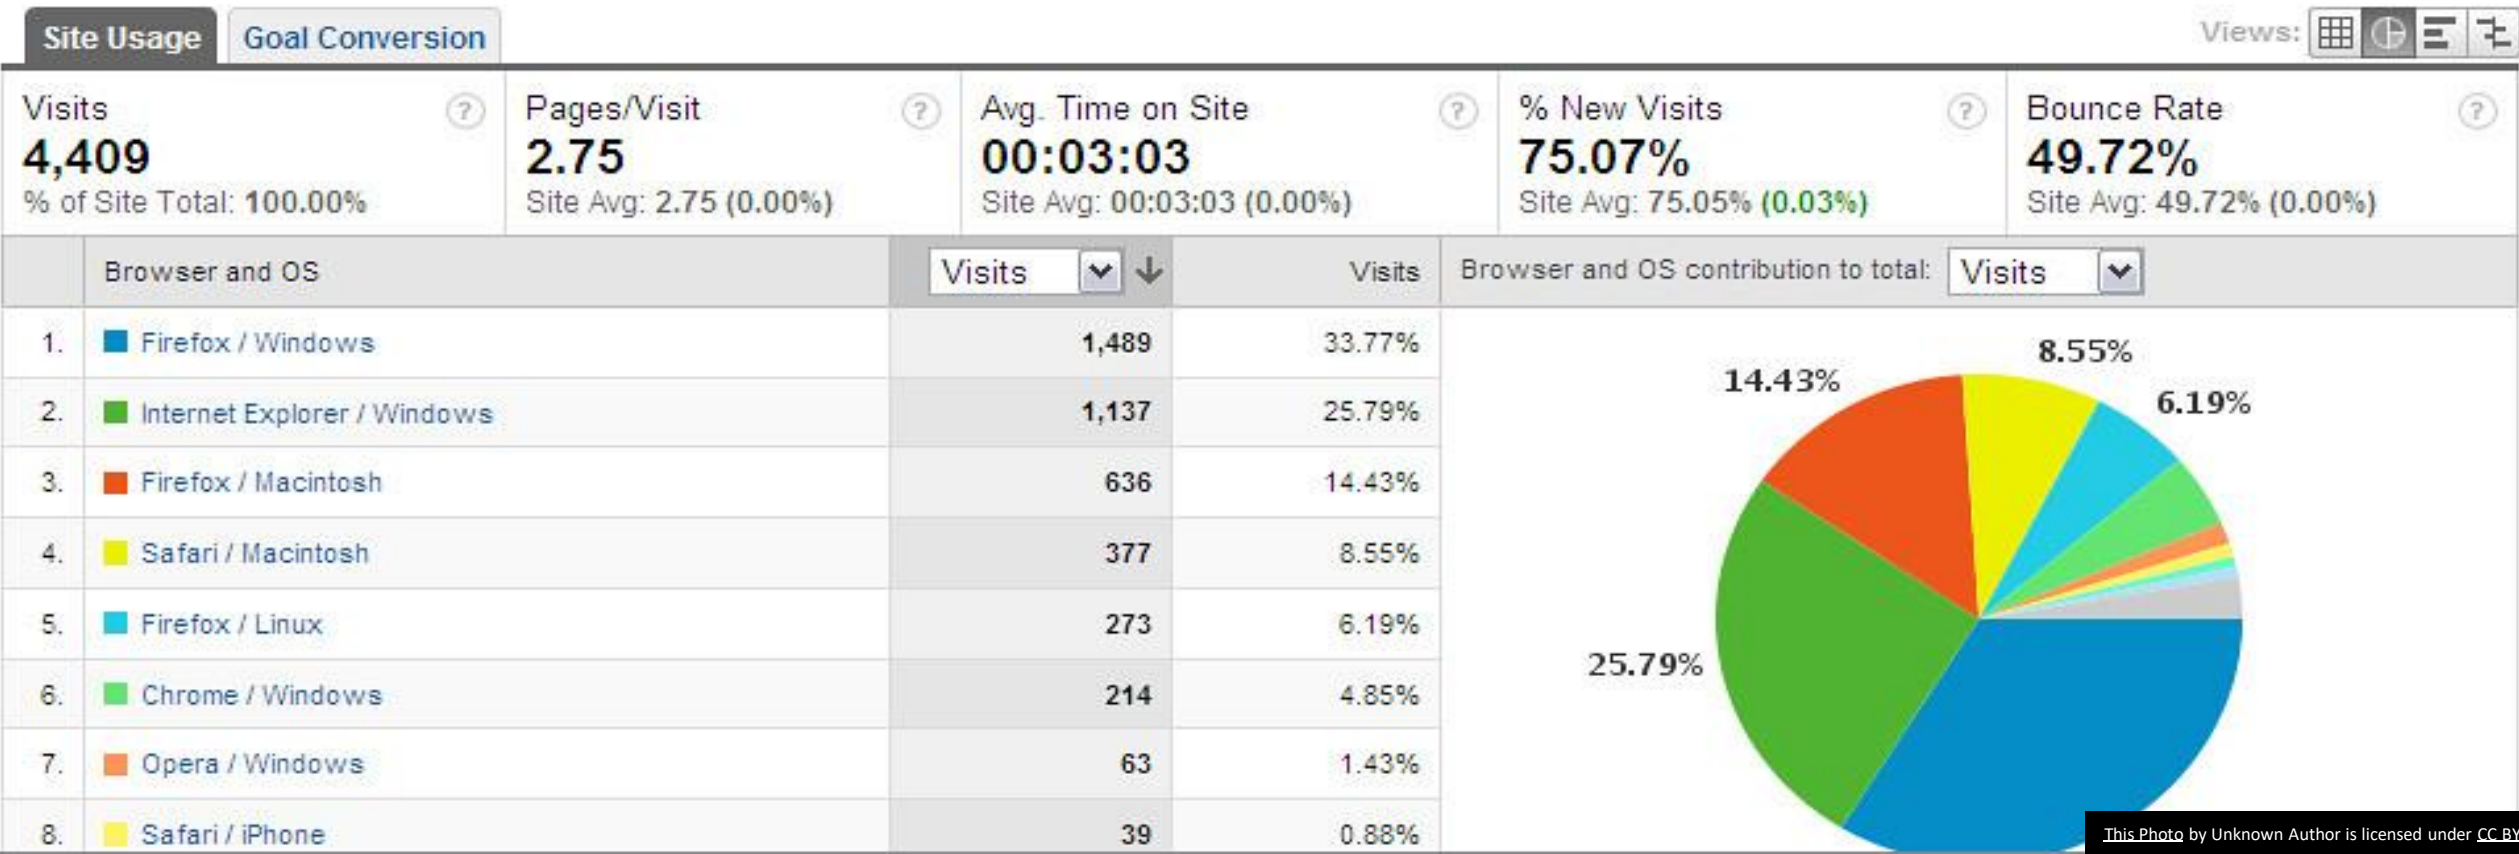 Site Usage Goal Conversion Views:
Visits ? Pages/Visit ? Avg. Time on Site ? % New Visits ? Bounce Rate ?
4,409 2.75 00:03:03 75.07% 49.72%
% of Site Total: 100.00% Site Avg: 2.75 (0.00%) Site Avg: 00:03:03 (0.00%) Site Avg: 75.05% (0.03%) Site Avg: 49.72% (0.00%)
Browser and OS Visits Visits Browser and OS contribution to total: Visits
1. Firefox / Windows 1,489 33.77%
2. Internet Explorer / Windows 1,137 25.79%
3. Firefox / Macintosh 636 14.43%
4. Safari / Macintosh 377 8.55%
5. Firefox / Linux 273 6.19%
6. Chrome / Windows 214 4.85%
7. Opera / Windows 63 1.43%
8. Safari / iPhone 39 0.88%
8.55%
14.43%
6.19%
25.79%
This Photo by Unknown Author is licensed under CC BY